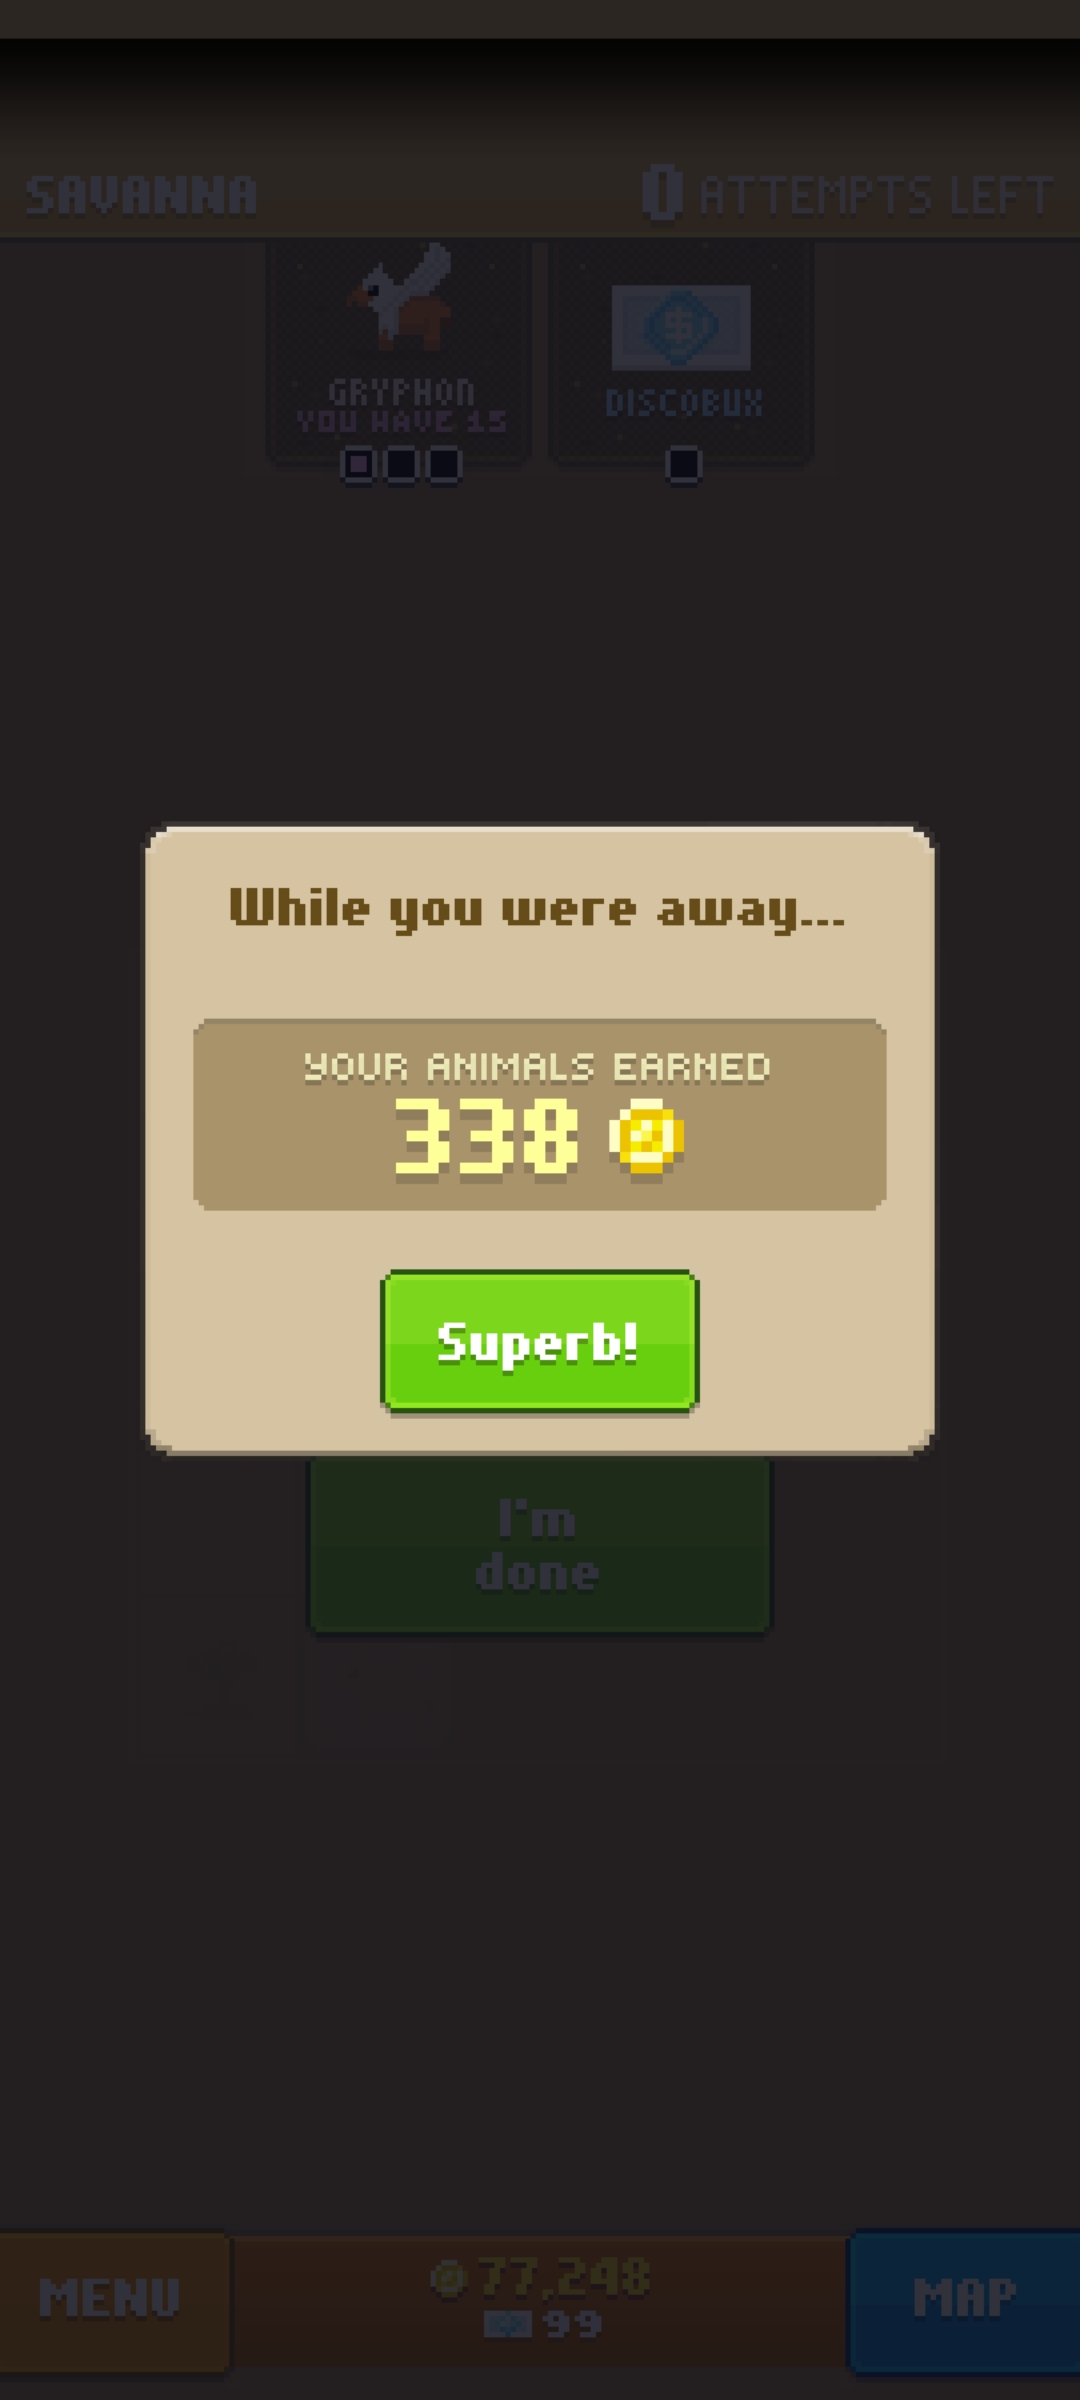 SAVANNA
0 ATTEMPTS LEFT
GRYPHON
YOU HAVE 15
DISCOBUX
While you were away...
YOUR ANIMALS EARNED
338
Superb!
I'm
done
MENU
77,248
99
MAP